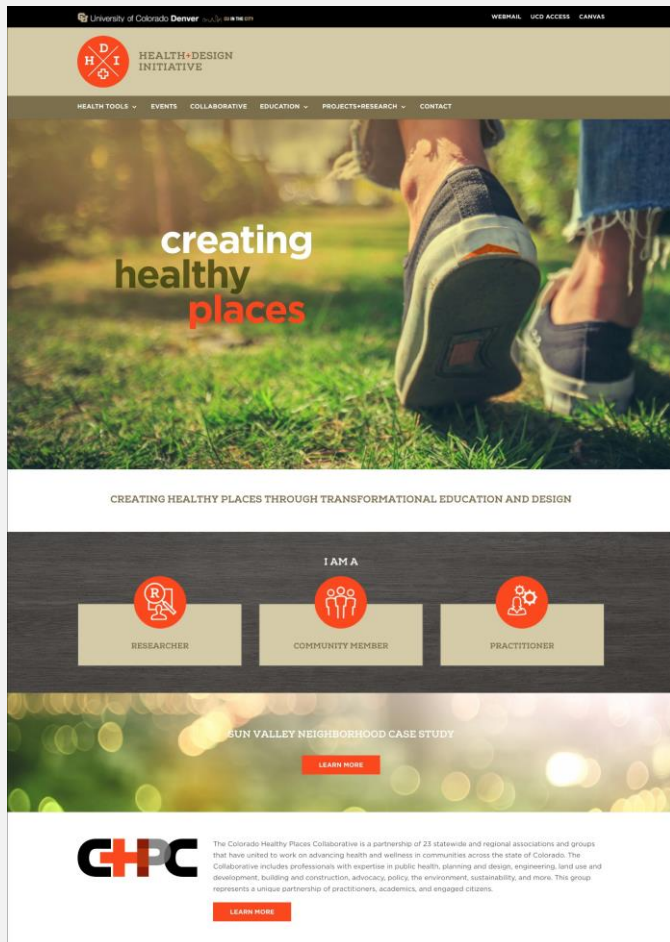 University of Colorado Denver CU IN THE CITY
WEBMAIL UCD ACCESS CANVAS
H D I
HEALTH+DESIGN
INITIATIVE
HEALTH TOOLS EVENTS COLLABORATIVE EDUCATION PROJECTS+RESEARCH CONTACT
creating
healthy
places
CREATING HEALTHY PLACES THROUGH TRANSFORMATIONAL EDUCATION AND DESIGN
I AM A
R
RESEARCHER
COMMUNITY MEMBER
PRACTITIONER
SUN VALLEY NEIGHBORHOOD CASE STUDY
LEARN MORE
CHPC
The Colorado Healthy Places Collaborative is a partnership of 23 statewide and regional associations and groups
that have united to work on advancing health and wellness in communities across the state of Colorado. The
Collaborative includes professionals with expertise in public health, planning and design, engineering, land use and
development, building and construction, advocacy, policy, the environment, sustainability, and more. This group
represents a unique partnership of practitioners, academics, and engaged citizens.
LEARN MORE